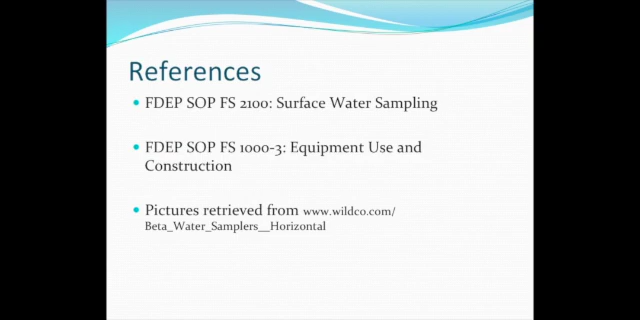 References
• FDEP SOP FS 2100: Surface Water Sampling
• FDEP SOP FS 1000-3: Equipment Use and
Construction
• Pictures retrieved from www.wildco.com/
Beta_Water_Samplers__Horizontal